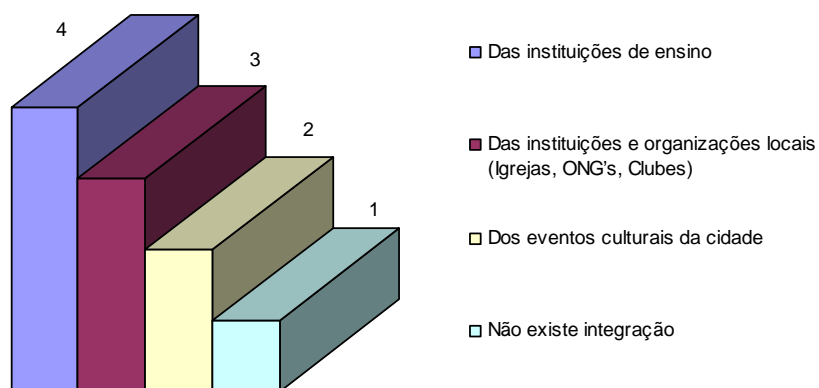 4
3
2
1
Das instituições de ensino
Das instituições e organizações locais
(Igrejas, ONG's, Clubes)
Dos eventos culturais da cidade
Não existe integração